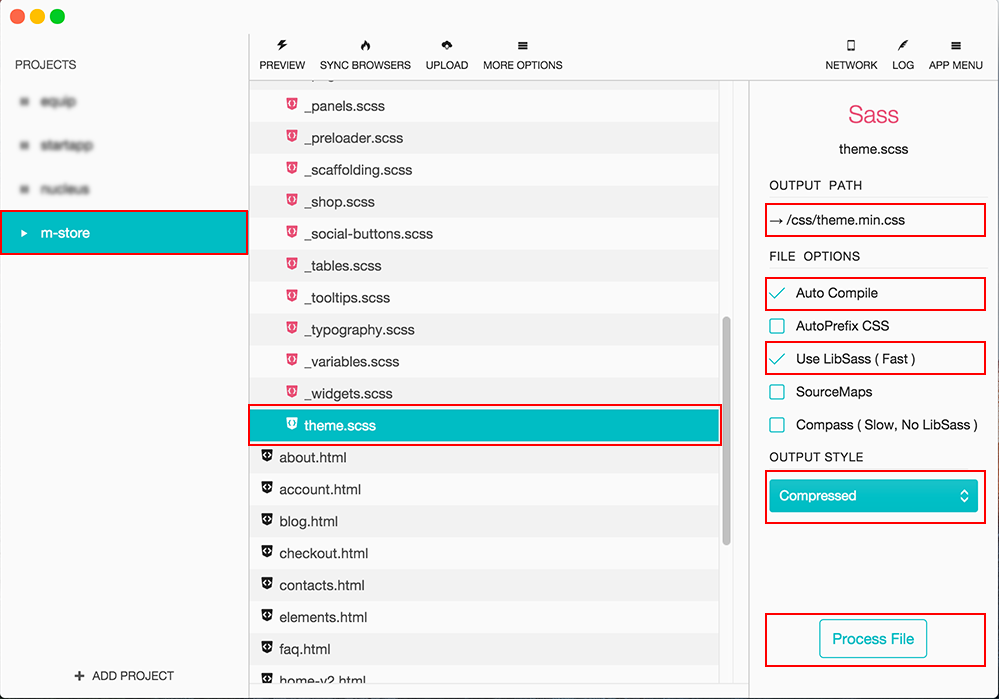 PROJECTS
equip
startapp
nucleus
m-store
+ ADD PROJECT
PREVIEW
SYNC BROWSERS
UPLOAD
MORE OPTIONS
NETWORK
LOG
APP MENU
_panels.scss
_preloader.scss
_scaffolding.scss
_shop.scss
_social-buttons.scss
_tables.scss
_tooltips.scss
_typography.scss
_variables.scss
_widgets.scss
theme.scss
about.html
account.html
blog.html
checkout.html
contacts.html
elements.html
faq.html
home-v2.html
Sass
theme.scss
OUTPUT PATH
→ /css/theme.min.css
FILE OPTIONS
Auto Compile
AutoPrefix CSS
Use LibSass ( Fast )
SourceMaps
Compass ( Slow, No LibSass )
OUTPUT STYLE
Compressed
Process File